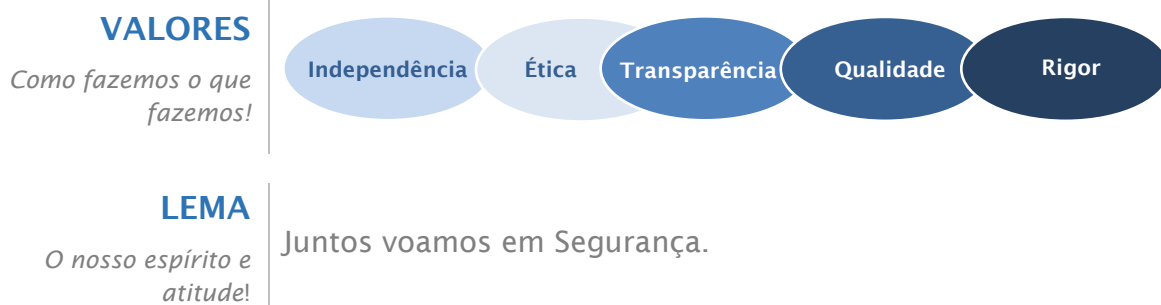 VALORES
Como fazemos o que
fazemos!
Independência Ética Transparência Qualidade Rigor
LEMA
O nosso espírito e
atitude!
Juntos voamos em Segurança.